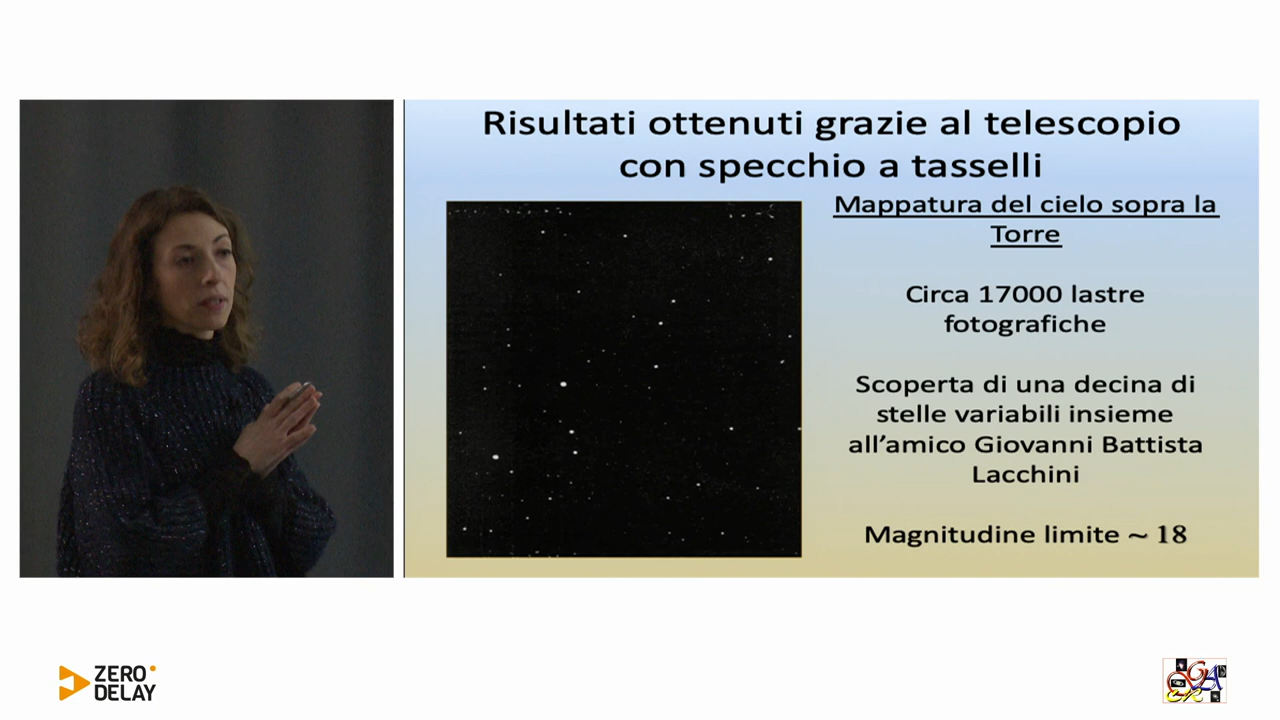 Risultati ottenuti grazie al telescopio
con specchio a tasselli
Mappatura del cielo sopra la
Torre
Circa 17000 lastre
fotografiche
Scoperta di una decina di
stelle variabili insieme
all’amico Giovanni Battista
Lacchini
Magnitudine limite ~ 18
ZERO
DELAY